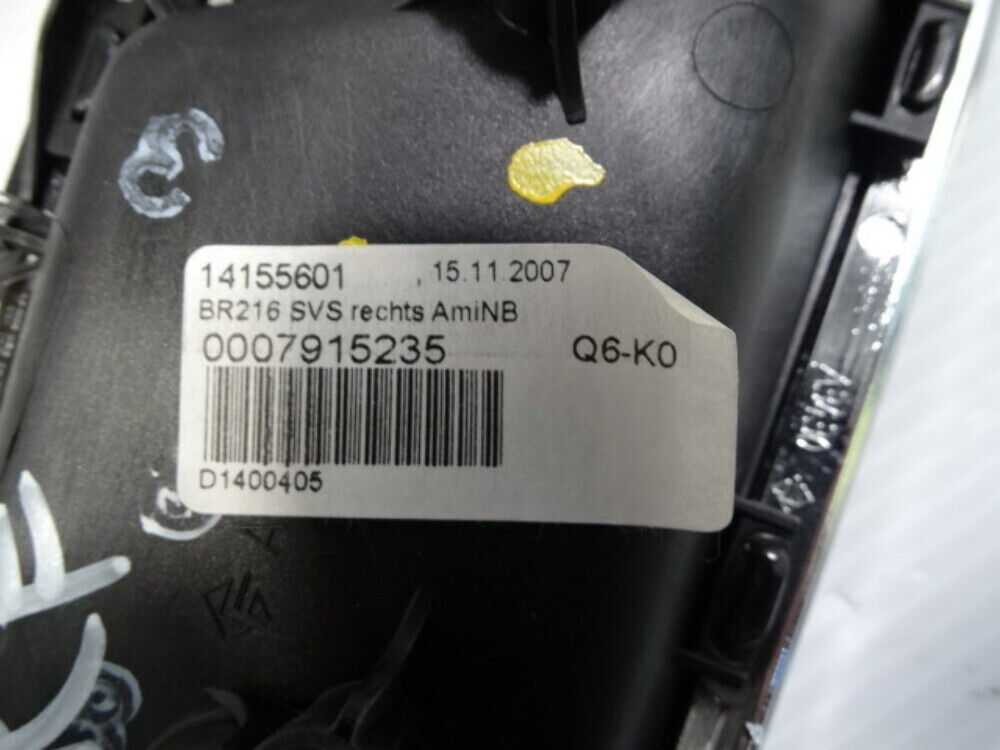 14155601 , 15.11.2007
BR216 SVS rechts AmiNB
0007915235 Q6-K0
D1400405